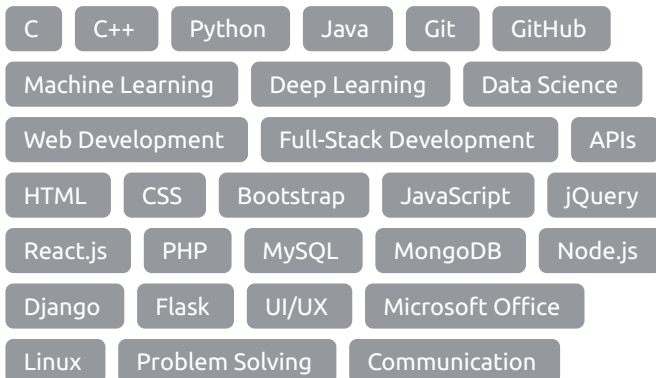 C C++ Python Java Git GitHub
Machine Learning Deep Learning Data Science
Web Development Full-Stack Development APIs
HTML CSS Bootstrap JavaScript jQuery
React.js PHP MySQL MongoDB Node.js
Django Flask UI/UX Microsoft Office
Linux Problem Solving Communication